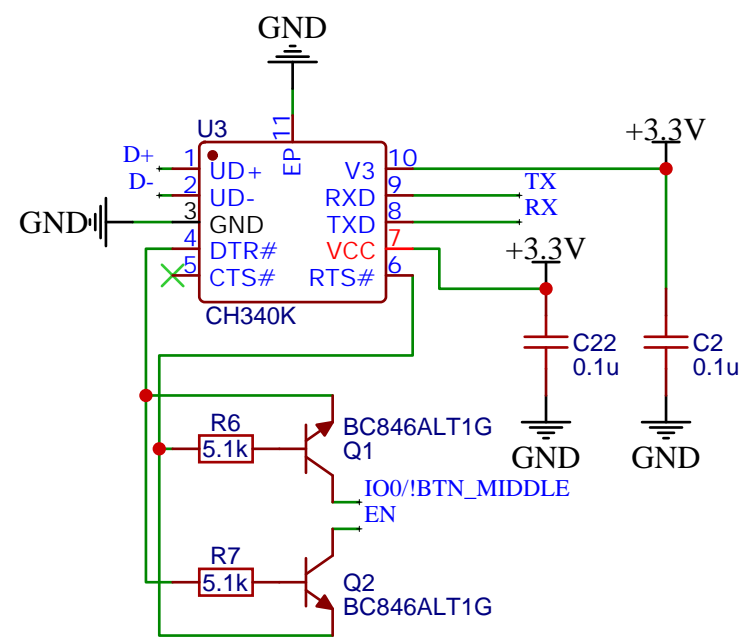 GND
U3
11
EP
D+
1
UD+
V3
10
+3.3V
D-
2
UD-
RXD
9
TX
GND
3
GND
TXD
8
RX
4
DTR#
VCC
7
+3.3V
5
CTS#
RTS#
6
CH340K
C22
0.1u
C2
0.1u
R6
5.1k
BC846ALT1G
Q1
GND
GND
IO0/!BTN_MIDDLE
EN
R7
5.1k
Q2
BC846ALT1G